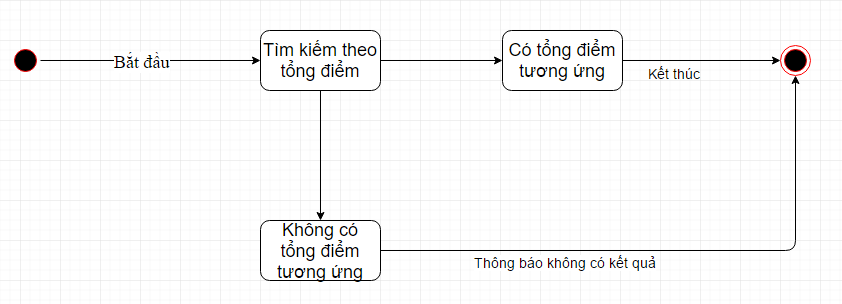 Bắt đầu
Tìm kiếm theo
tổng điểm
Có tổng điểm
tương ứng
Kết thúc
Không có
tổng điểm
tương ứng
Thông báo không có kết quả